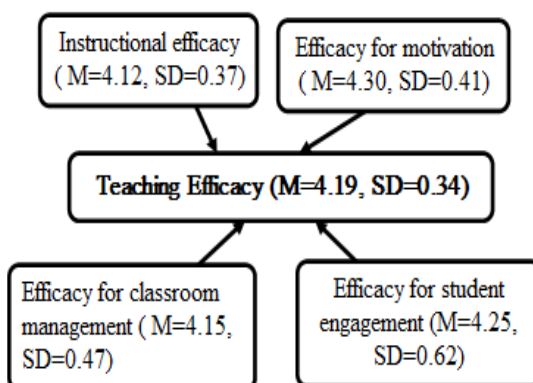 Instructional efficacy
( M=4.12, SD=0.37)
Efficacy for motivation
( M=4.30, SD=0.41)
Teaching Efficacy (M=4.19, SD=0.34)
Efficacy for classroom
management ( M=4.15,
SD=0.47)
Efficacy for student
engagement (M=4.25,
SD=0.62)